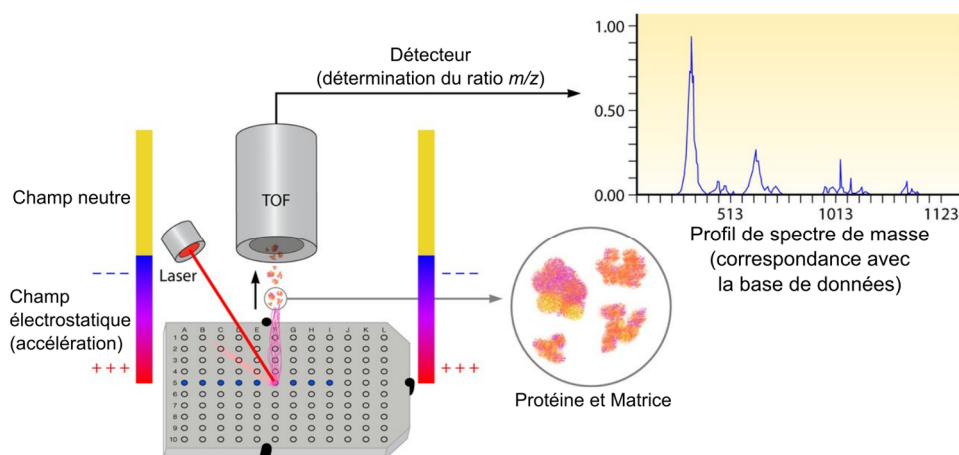 Détecteur
(détermination du ratio m/z)
1.00
0.50
0.00
513
1013
1123
Profil de spectre de masse
(correspondance avec
la base de données)
Champ neutre
TOF
Laser
Champ
électrostatique
(accélération)
− − −
− − −
+++
+++
A B C D E F G H I J K L
1
2
3
4
5
6
7
8
9
10
Protéine et Matrice